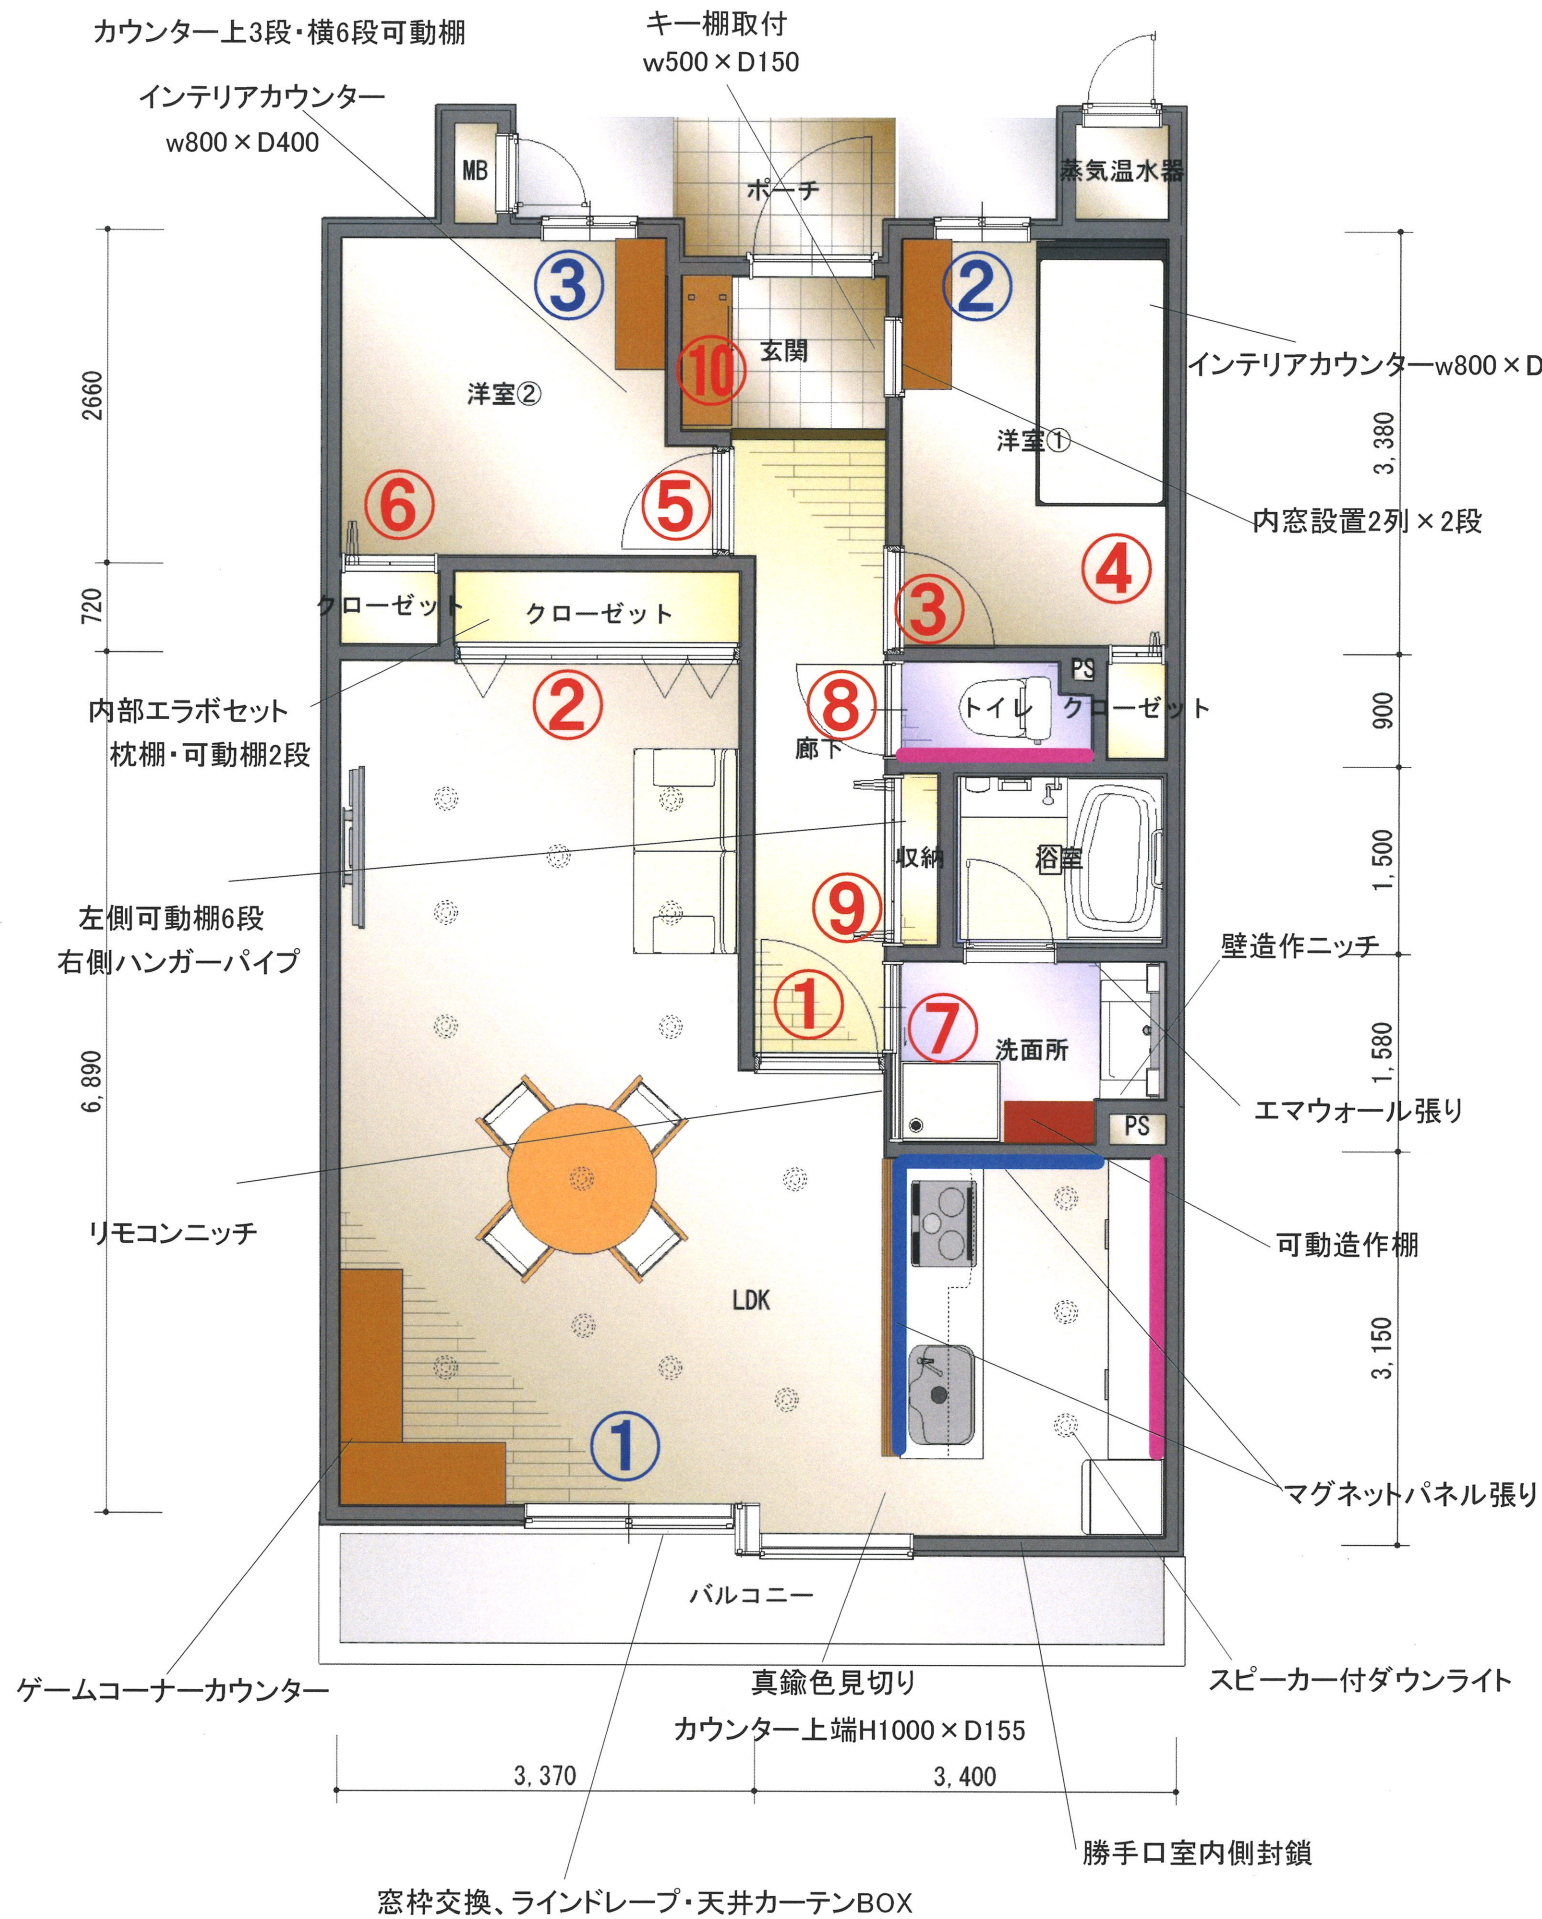 カウンター上3段・横6段可動棚
キー棚取付
w500×D150
インテリアカウンター
w800×D400
MB
ポーチ
蒸気温水器
③
②
玄関
⑩
インテリアカウンターw800×D
洋室②
洋室①
2660
3,380
⑥
⑤
内窓設置2列×2段
④
③
クローゼット
クローゼット
720
PS
②
⑧
トイレ
クローゼット
900
内部エラボセット
枕棚・可動棚2段
廊下
収納
浴室
1,500
左側可動棚6段
右側ハンガーパイプ
⑨
壁造作ニッチ
①
⑦
洗面所
1,580
6,890
エマウォール張り
PS
リモコンニッチ
可動造作棚
LDK
3,150
①
マグネットパネル張り
バルコニー
ゲームコーナーカウンター
真鍮色見切り
カウンター上端H1000×D155
スピーカー付ダウンライト
3,370
3,400
勝手口室内側封鎖
窓枠交換、ラインドレープ・天井カーテンBOX